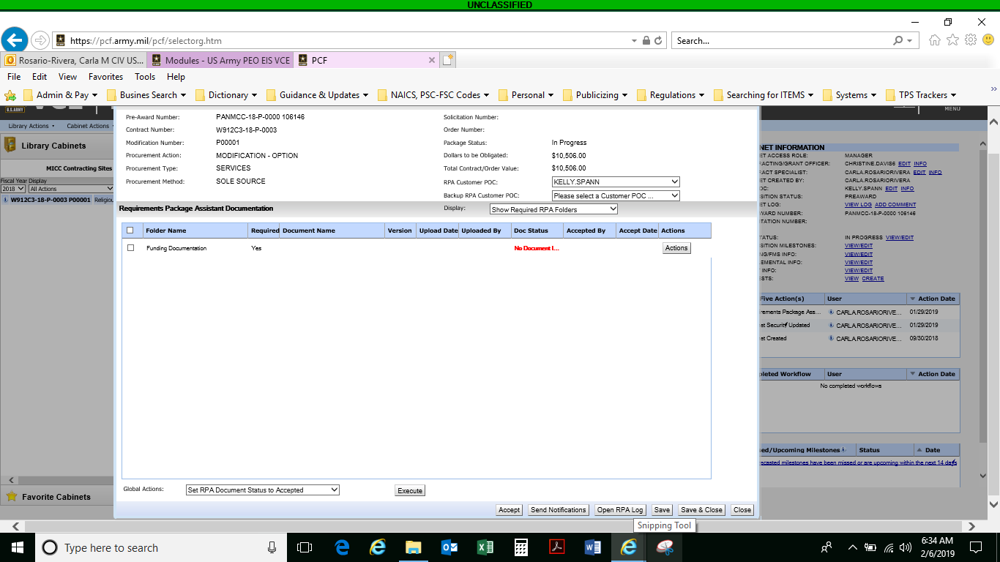 UNCLASSIFIED
https://pcf.army.mil/pcf/selectorg.htm
Search...
Rosario-Rivera, Carla M CIV US... Modules - US Army PEO EIS VCE PCF
File Edit View Favorites Tools Help
Admin & Pay Busines Search Dictionary Guidance & Updates NAICS, PSC-FSC Codes Personal Publicizing Regulations Searching for ITEMS Systems TPS Trackers
U.S.ARMY
MENU
Library Actions Cabinet Actions
Library Cabinets
MICC Contracting Sites
Fiscal Year Display
2018 All Actions
W912C3-18-P-0003 P00001 Religiou
Pre-Award Number: PANMCC-18-P-0000 106146
Contract Number: W912C3-18-P-0003
Modification Number: P00001
Procurement Action: MODIFICATION - OPTION
Procurement Type: SERVICES
Procurement Method: SOLE SOURCE
Solicitation Number:
Order Number:
Package Status: In Progress
Dollars to be Obligated: $10,506.00
Total Contract/Order Value: $10,506.00
RPA Customer POC: KELLY.SPANN
Backup RPA Customer POC: Please select a Customer POC ...
Requirements Package Assistant Documentation
Display: Show Required RPA Folders
Folder Name Required Document Name Version Upload Date Uploaded By Doc Status Accepted By Accept Date Actions
Funding Documentation Yes No Document I... Actions
Global Actions: Set RPA Document Status to Accepted Execute
Accept Send Notifications Open RPA Log Save Save & Close Close
Snipping Tool
NET INFORMATION
ET ACCESS ROLE: MANAGER
ACTING/GRANT OFFICER: CHRISTINE.DAVIS6 EDIT INFO
ACT SPECIALIST: CARLA.ROSARIORIVERA EDIT INFO
ET CREATED BY: CARLA.ROSARIORIVERA
OC: KELLY.SPANN EDIT INFO
SITION STATUS: PREAWARD
ET LOG: VIEW LOG ADD COMMENT
WARD NUMBER: PANMCC-18-P-0000 106146
TATION NUMBER:
TATUS: IN PROGRESS VIEW/EDIT
SITION MILESTONES: VIEW/EDIT
NG/FMS INFO: VIEW/EDIT
EMENTAL INFO: VIEW/EDIT
INFO: VIEW/EDIT
ESTS: VIEW CREATE
Five Action(s) User Action Date
rements Package Ass... CARLA.ROSARIORIVE... 01/29/2019
et Security Updated CARLA.ROSARIORIVE... 01/29/2019
et Created CARLA.ROSARIORIVE... 09/30/2018
pleted Workflow User Action Date
No completed workflows
ed/Upcoming Milestones Status Date
ecasted milestones have been missed or are upcoming within the next 14 days
Favorite Cabinets
Type here to search
6:34 AM
2/6/2019